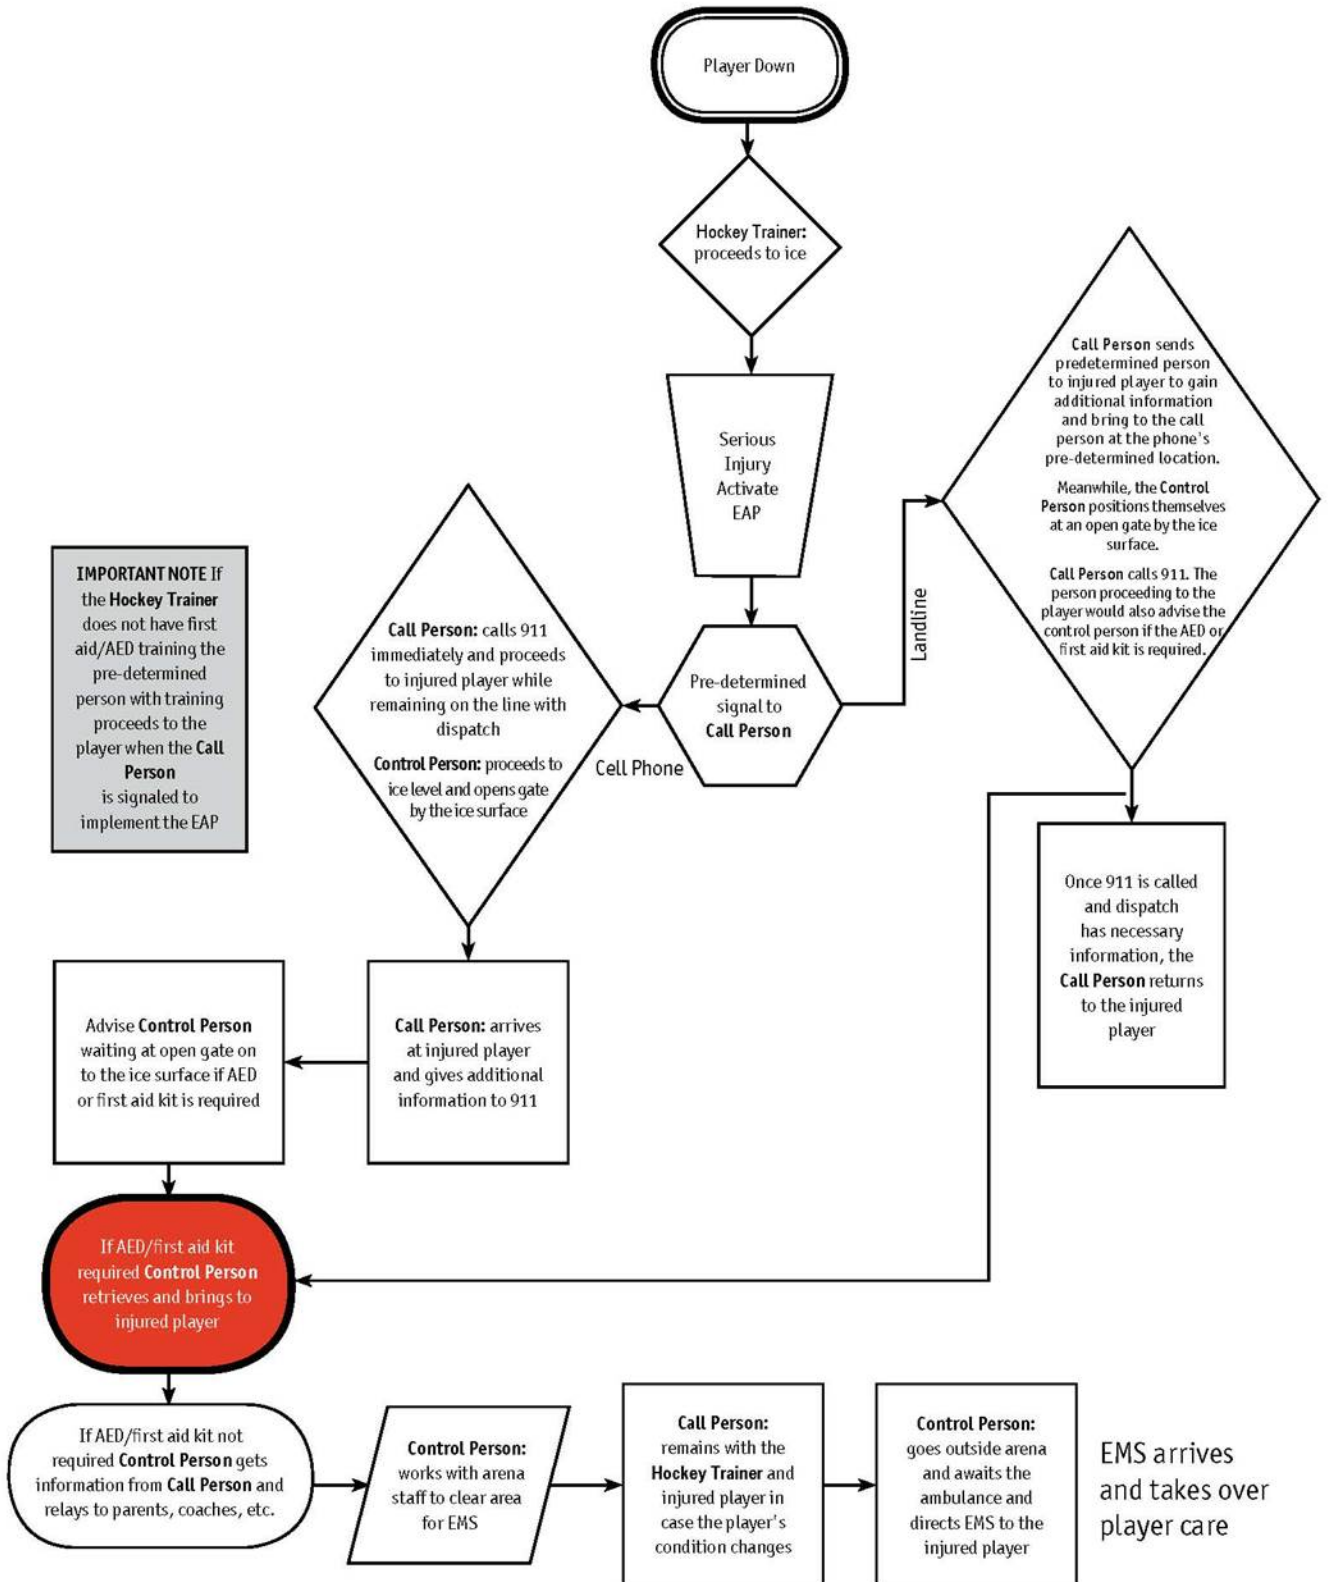 Player Down
Hockey Trainer:
proceeds to ice
Serious
Injury
Activate
EAP
Pre-determined
signal to
Call Person
Landline
Cell Phone
Call Person sends
predetermined person
to injured player to gain
additional information
and bring to the call
person at the phone's
pre-determined location.
Meanwhile, the Control
Person positions themselves
at an open gate by the ice
surface.
Call Person calls 911. The
person proceeding to the
player would also advise the
control person if the AED or
first aid kit is required.
IMPORTANT NOTE If
the Hockey Trainer
does not have first
aid/AED training the
pre-determined
person with training
proceeds to the
player when the Call
Person
is signaled to
implement the EAP
Call Person: calls 911
immediately and proceeds
to injured player while
remaining on the line with
dispatch
Control Person: proceeds to
ice level and opens gate
by the ice surface
Once 911 is called
and dispatch
has necessary
information, the
Call Person returns
to the injured
player
Call Person: arrives
at injured player
and gives additional
information to 911
Advise Control Person
waiting at open gate on
to the ice surface if AED
or first aid kit is required
If AED/first aid kit
required Control Person
retrieves and brings to
injured player
If AED/first aid kit not
required Control Person gets
information from Call Person and
relays to parents, coaches, etc.
Control Person:
works with arena
staff to clear area
for EMS
Call Person:
remains with the
Hockey Trainer and
injured player in
case the player's
condition changes
Control Person:
goes outside arena
and awaits the
ambulance and
directs EMS to the
injured player
EMS arrives
and takes over
player care